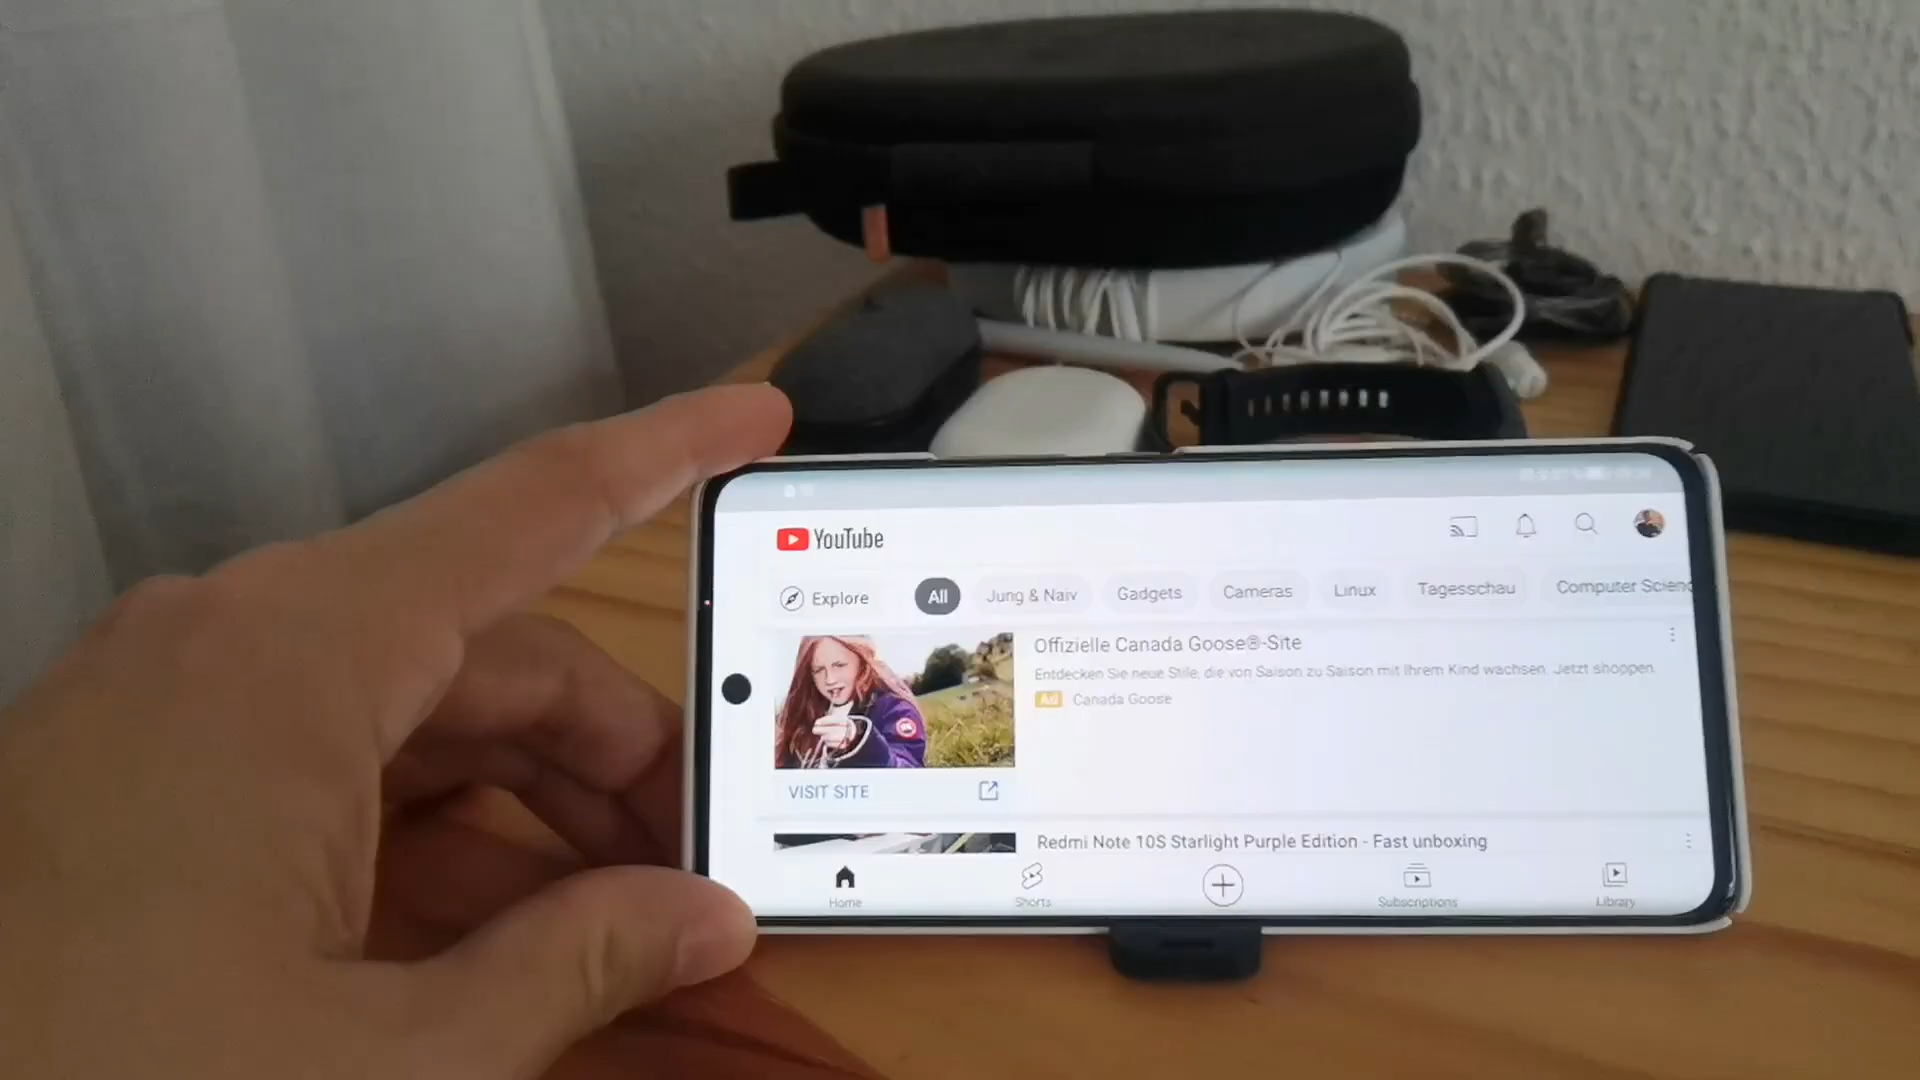 YouTube
Explore
All
Jung & Naiv
Gadgets
Cameras
Linux
Tagesschau
Computer Scienc
Offizielle Canada Goose®-Site
Entdecken Sie neue Stile, die von Saison zu Saison mit Ihrem Kind wachsen. Jetzt shoppen.
Ad Canada Goose
VISIT SITE
Redmi Note 10S Starlight Purple Edition - Fast unboxing
Home
Shorts
Subscriptions
Library